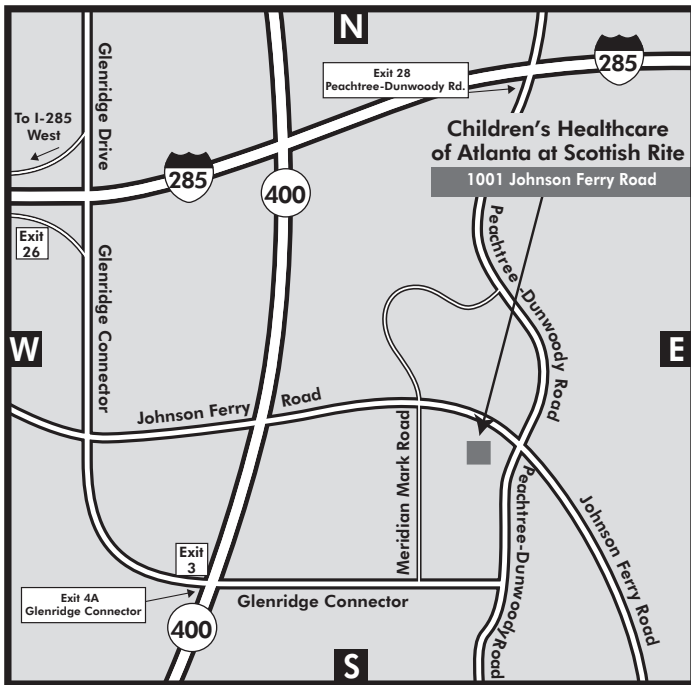 N
285
Exit 28
Peachtree-Dunwoody Rd.
Glenridge Drive
To I-285
West
Children's Healthcare
of Atlanta at Scottish Rite
1001 Johnson Ferry Road
285
400
Exit
26
Peachtree-Dunwoody Road
Glenridge Connector
W
E
Johnson Ferry Road
Meridian Mark Road
Peachtree-Dunwoody Road
Johnson Ferry Road
Exit
3
Exit 4A
Glenridge Connector
Glenridge Connector
400
S